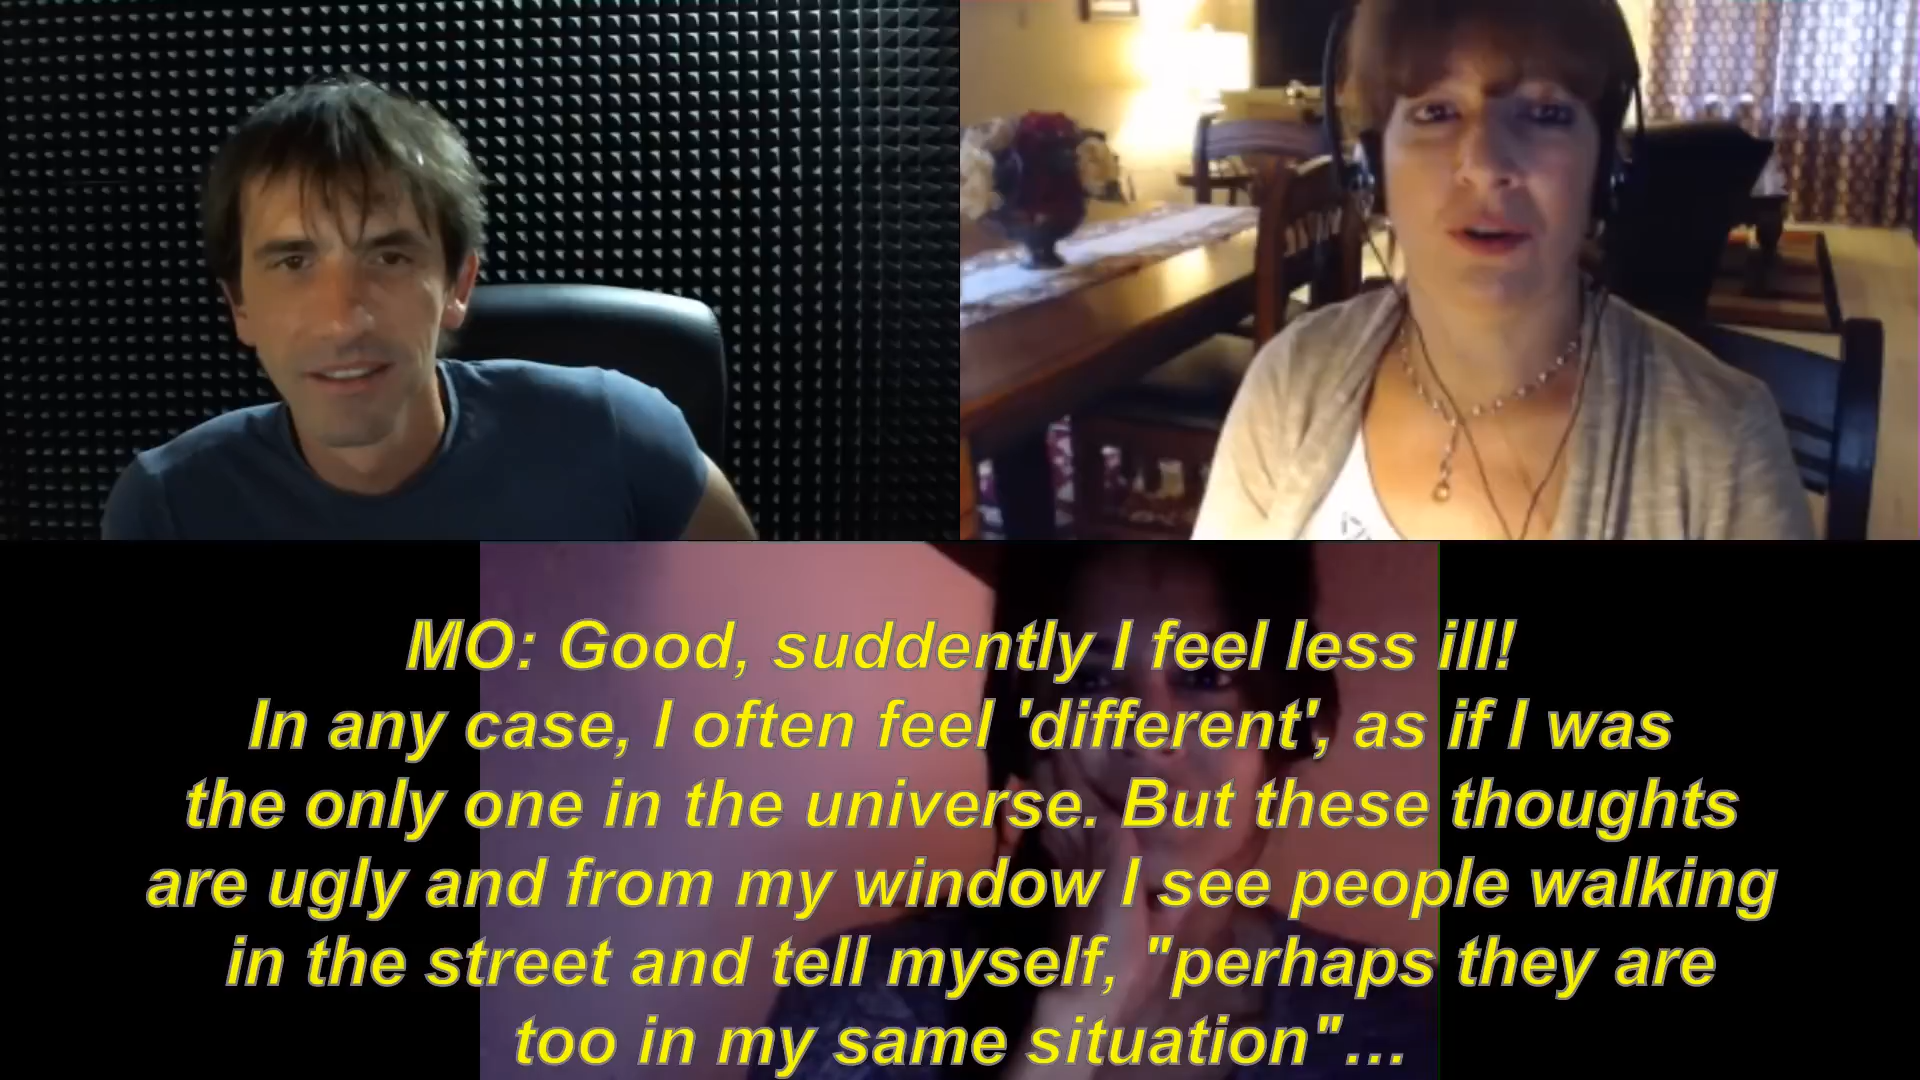 MO: Good, suddenly I feel less ill!
In any case, I often feel 'different', as if I was
the only one in the universe. But these thoughts
are ugly and from my window I see people walking
in the street and tell myself, "perhaps they are
too in my same situation"...